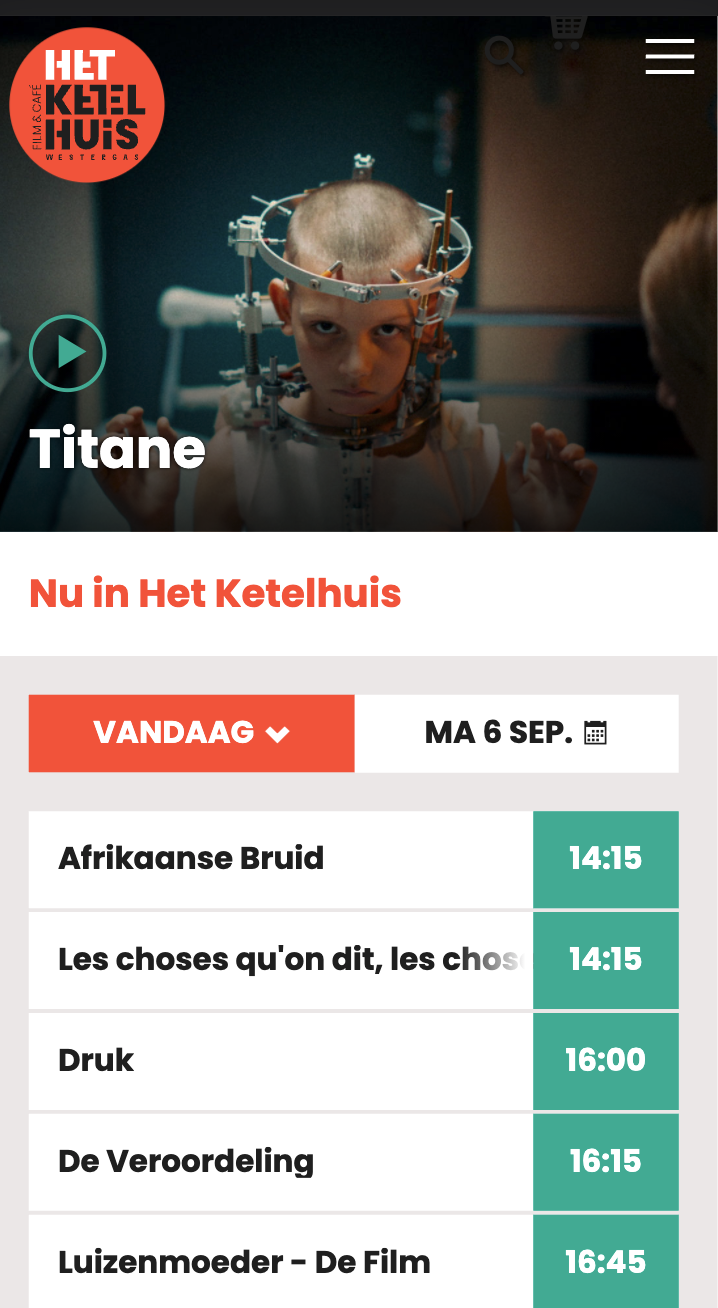 HET
KETEL
HUiS
FILM & CAFÉ
WESTERGAS
Titane
Nu in Het Ketelhuis
VANDAAG
MA 6 SEP.
Afrikaanse Bruid 14:15
Les choses qu'on dit, les chos 14:15
Druk 16:00
De Veroordeling 16:15
Luizenmoeder - De Film 16:45